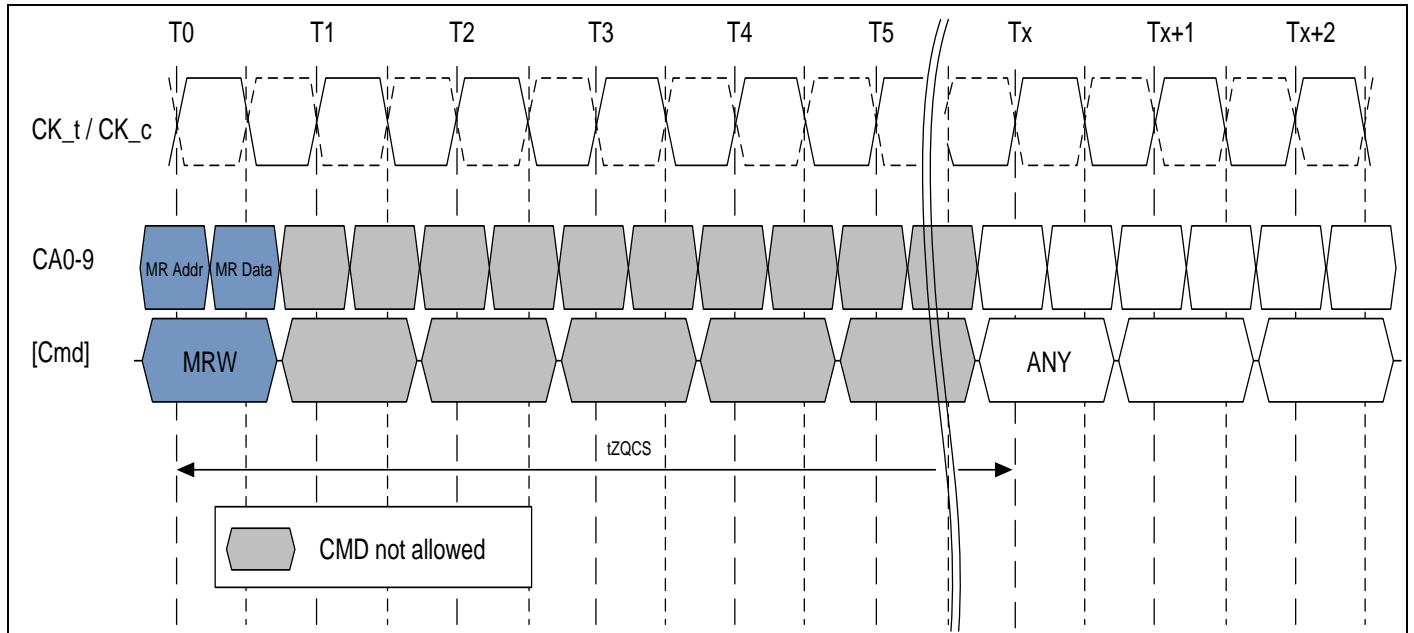 T0 T1 T2 T3 T4 T5 Tx Tx+1 Tx+2
CK_t / CK_c
CA0-9 MR Addr MR Data
[Cmd] MRW ANY
tZQCS
CMD not allowed